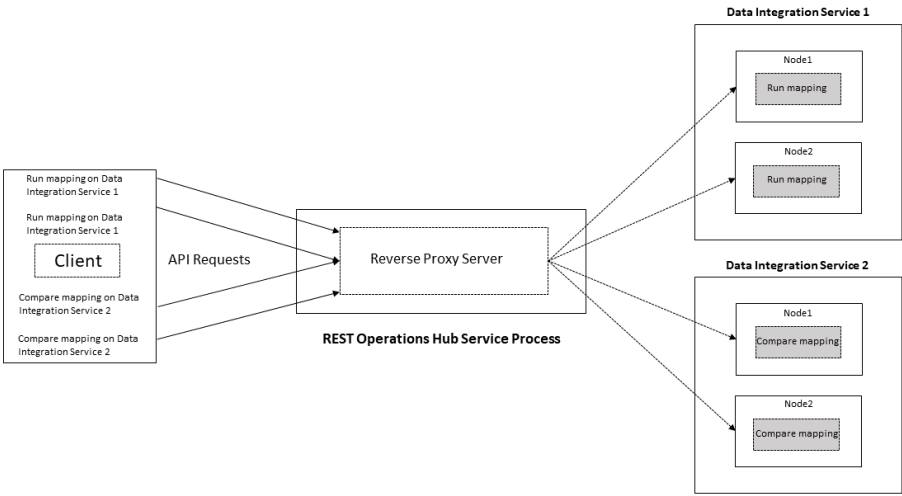 Run mapping on Data
Integration Service 1
Run mapping on Data
Integration Service 1
Client
Compare mapping on Data
Integration Service 2
Compare mapping on Data
Integration Service 2
API Requests
Reverse Proxy Server
REST Operations Hub Service Process
Data Integration Service 1
Node1
Run mapping
Node2
Run mapping
Data Integration Service 2
Node1
Compare mapping
Node2
Compare mapping